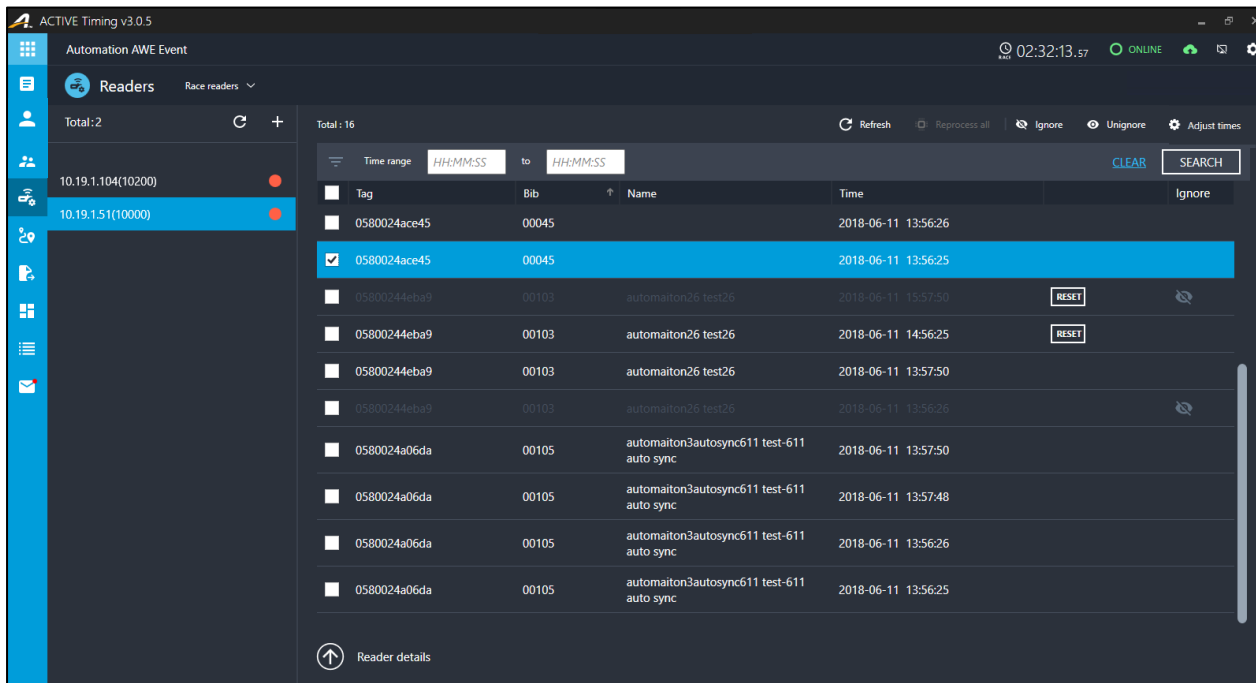 ACTIVE Timing v3.0.5
Automation AWE Event
RACE 02:32:13.57 ONLINE
Readers Race readers
Total:2
Total : 16 Refresh Reprocess all Ignore Unignore Adjust times
Time range HH:MM:SS to HH:MM:SS CLEAR SEARCH
10.19.1.104(10200)
10.19.1.51(10000)
Tag Bib Name Time Ignore
0580024ace45 00045 2018-06-11 13:56:26
0580024ace45 00045 2018-06-11 13:56:25
05800244eba9 00103 automaiton26 test26 2018-06-11 15:57:50 RESET
05800244eba9 00103 automaiton26 test26 2018-06-11 14:56:25 RESET
05800244eba9 00103 automaiton26 test26 2018-06-11 13:57:50
05800244eba9 00103 automaiton26 test26 2018-06-11 13:56:26
0580024a06da 00105 automaiton3autosync611 test-611
auto sync 2018-06-11 13:57:50
0580024a06da 00105 automaiton3autosync611 test-611
auto sync 2018-06-11 13:57:48
0580024a06da 00105 automaiton3autosync611 test-611
auto sync 2018-06-11 13:56:26
0580024a06da 00105 automaiton3autosync611 test-611
auto sync 2018-06-11 13:56:25
Reader details